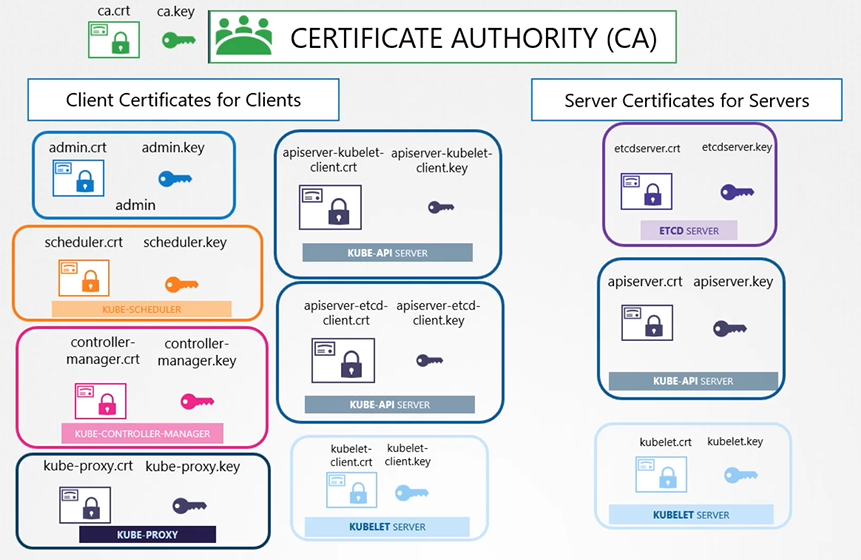 ca.crt
ca.key
CERTIFICATE AUTHORITY (CA)
Client Certificates for Clients
admin.crt
admin.key
admin
scheduler.crt
scheduler.key
KUBE-SCHEDULER
controller-
manager.crt
controller-
manager.key
KUBE-CONTROLLER-MANAGER
kube-proxy.crt
kube-proxy.key
KUBE-PROXY
apiserver-kubelet-
client.crt
apiserver-kubelet-
client.key
KUBE-API SERVER
apiserver-etcd-
client.crt
apiserver-etcd-
client.key
KUBE-API SERVER
kubelet-
client.crt
kubelet-
client.key
KUBELET SERVER
Server Certificates for Servers
etcdserver.crt
etcdserver.key
ETCD SERVER
apiserver.crt
apiserver.key
KUBE-API SERVER
kubelet.crt
kubelet.key
KUBELET SERVER